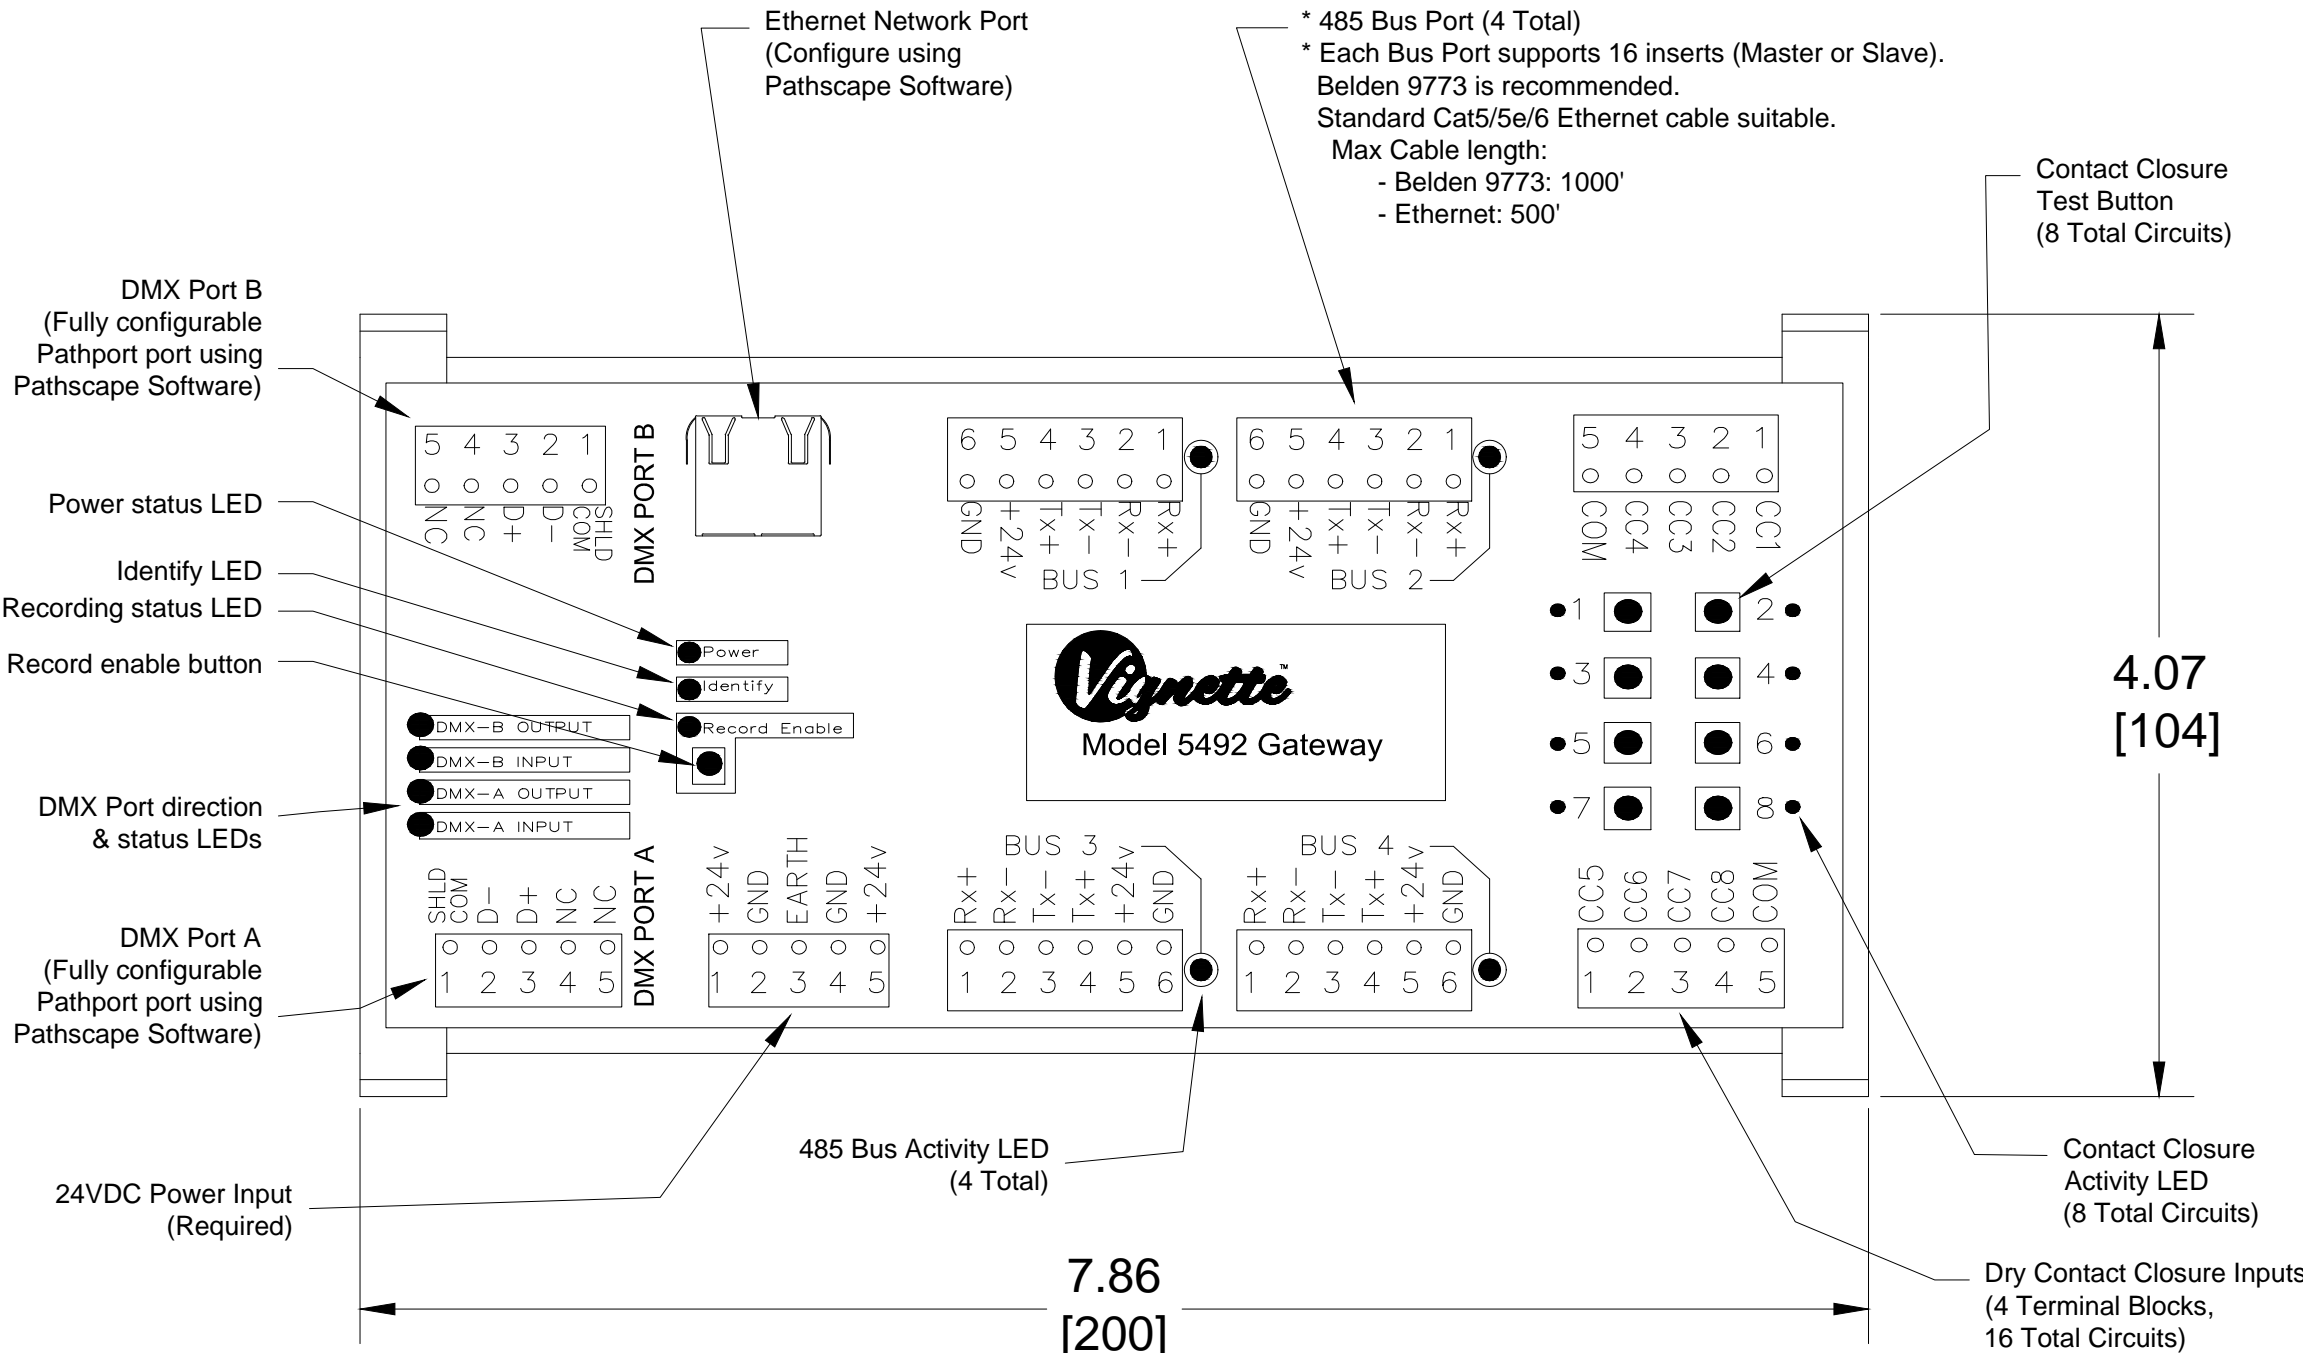 Ethernet Network Port
(Configure using
Pathscape Software)
* 485 Bus Port (4 Total)
* Each Bus Port supports 16 inserts (Master or Slave).
Belden 9773 is recommended.
Standard Cat5/5e/6 Ethernet cable suitable.
Max Cable length:
- Belden 9773: 1000'
- Ethernet: 500'
Contact Closure
Test Button
(8 Total Circuits)
DMX Port B
(Fully configurable
Pathport port using
Pathscape Software)
Power status LED
Identify LED
Recording status LED
Record enable button
DMX Port direction
& status LEDs
DMX Port A
(Fully configurable
Pathport port using
Pathscape Software)
24VDC Power Input
(Required)
5 4 3 2 1
NC NC D+ D- SHLD COM
DMX PORT B
6 5 4 3 2 1
GND +24v Tx+ Tx- Rx- Rx+
BUS 1
6 5 4 3 2 1
GND +24v Tx+ Tx- Rx- Rx+
BUS 2
5 4 3 2 1
COM CC4 CC3 CC2 CC1
Power
Identify
Record Enable
DMX-B OUTPUT
DMX-B INPUT
DMX-A OUTPUT
DMX-A INPUT
Vignette™
Model 5492 Gateway
1 2
3 4
5 6
7 8
4.07
[104]
SHLD COM D- D+ NC NC
1 2 3 4 5
DMX PORT A
+24v GND EARTH GND +24v
1 2 3 4 5
BUS 3
Rx+ Rx- Tx- Tx+ +24v GND
1 2 3 4 5 6
BUS 4
Rx+ Rx- Tx- Tx+ +24v GND
1 2 3 4 5 6
CC5 CC6 CC7 CC8 COM
1 2 3 4 5
485 Bus Activity LED
(4 Total)
Contact Closure
Activity LED
(8 Total Circuits)
Dry Contact Closure Inputs
(4 Terminal Blocks,
16 Total Circuits)
7.86
[200]